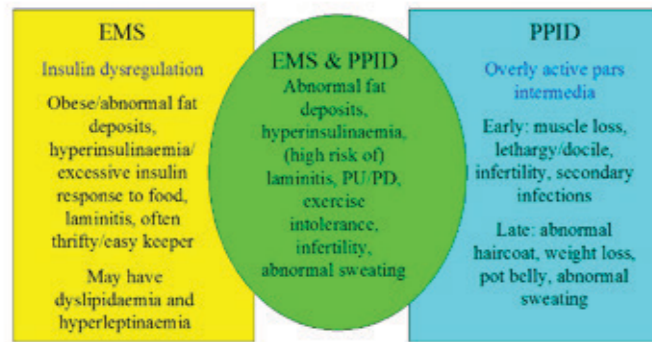 EMS
Insulin dysregulation
Obese/abnormal fat
deposits,
hyperinsulinaemia/
excessive insulin
response to food,
laminitis, often
thrifty/easy keeper
May have
dyslipidaemia and
hyperleptinaemia
EMS & PPID
Abnormal fat
deposits,
hyperinsulinaemia,
(high risk of)
laminitis, PU/PD,
exercise
intolerance,
infertility,
abnormal sweating
PPID
Overly active pars
intermedia
Early: muscle loss,
lethargy/docile,
infertility, secondary
infections
Late: abnormal
haircoat, weight loss,
pot belly, abnormal
sweating